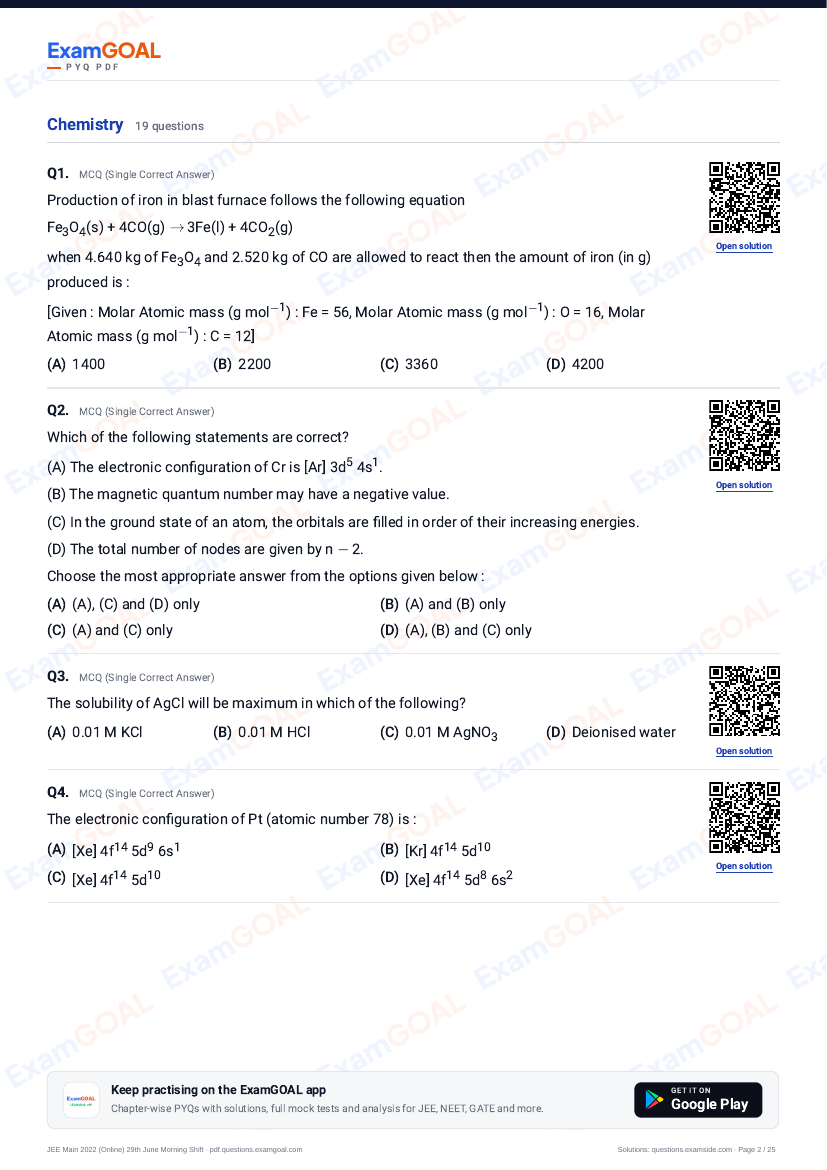 ExamGOAL
PYQ PDF
Chemistry 19 questions
Q1. MCQ (Single Correct Answer)
Production of iron in blast furnace follows the following equation
Fe₃O₄(s) + 4CO(g) → 3Fe(l) + 4CO₂(g)
when 4.640 kg of Fe₃O₄ and 2.520 kg of CO are allowed to react then the amount of iron (in g)
produced is :
[Given : Molar Atomic mass (g mol⁻¹) : Fe = 56, Molar Atomic mass (g mol⁻¹) : O = 16, Molar
Atomic mass (g mol⁻¹) : C = 12]
(A) 1400 (B) 2200 (C) 3360 (D) 4200
Open solution
Q2. MCQ (Single Correct Answer)
Which of the following statements are correct?
(A) The electronic configuration of Cr is [Ar] 3d⁵ 4s¹.
(B) The magnetic quantum number may have a negative value.
(C) In the ground state of an atom, the orbitals are filled in order of their increasing energies.
(D) The total number of nodes are given by n − 2.
Choose the most appropriate answer from the options given below :
(A) (A), (C) and (D) only (B) (A) and (B) only
(C) (A) and (C) only (D) (A), (B) and (C) only
Open solution
Q3. MCQ (Single Correct Answer)
The solubility of AgCl will be maximum in which of the following?
(A) 0.01 M KCl (B) 0.01 M HCl (C) 0.01 M AgNO₃ (D) Deionised water
Open solution
Q4. MCQ (Single Correct Answer)
The electronic configuration of Pt (atomic number 78) is :
(A) [Xe] 4f¹⁴ 5d⁹ 6s¹ (B) [Kr] 4f¹⁴ 5d¹⁰
(C) [Xe] 4f¹⁴ 5d¹⁰ (D) [Xe] 4f¹⁴ 5d⁸ 6s²
Open solution
ExamGOAL
Keep practising on the ExamGOAL app
Chapter-wise PYQs with solutions, full mock tests and analysis for JEE, NEET, GATE and more.
GET IT ON
Google Play
JEE Main 2022 (Online) 29th June Morning Shift · pdf.questions.examgoal.com
Solutions: questions.examside.com · Page 2 / 25